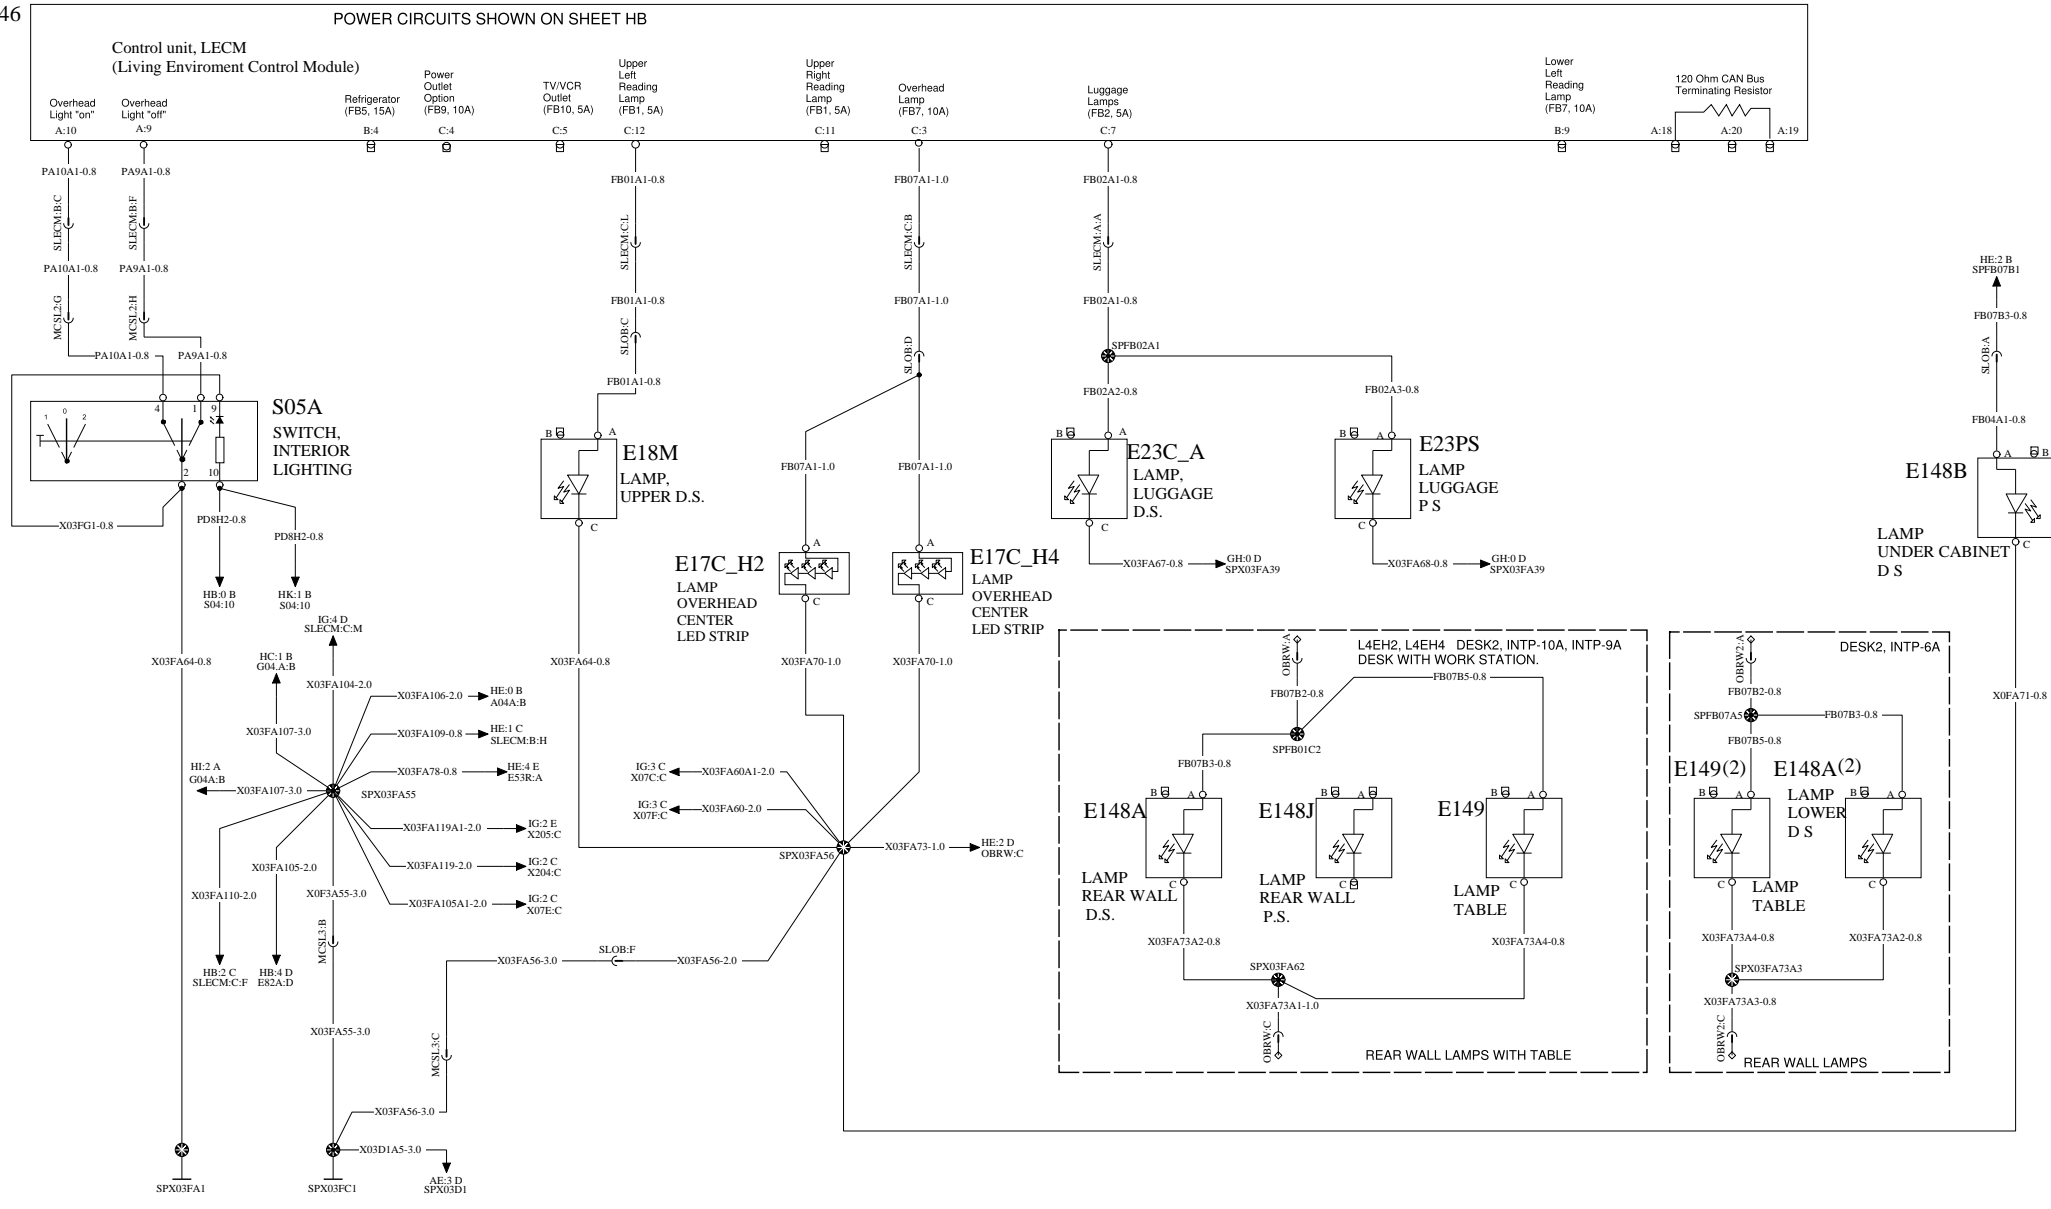 46
POWER CIRCUITS SHOWN ON SHEET HB
Control unit, LECM
(Living Enviroment Control Module)
Overhead
Light "on"
A:10
Overhead
Light "off"
A:9
Refrigerator
(FB5, 15A)
B:4
Power
Outlet
Option
(FB9, 10A)
C:4
TV/VCR
Outlet
(FB10, 5A)
C:5
Upper
Left
Reading
Lamp
(FB1, 5A)
C:12
Upper
Right
Reading
Lamp
(FB1, 5A)
C:11
Overhead
Lamp
(FB7, 10A)
C:3
Luggage
Lamps
(FB2, 5A)
C:7
Lower
Left
Reading
Lamp
(FB7, 10A)
B:9
120 Ohm CAN Bus
Terminating Resistor
A:18
A:20
A:19
PA10A1-0.8
PA9A1-0.8
SLECM:B:C
SLECM:B:F
PA10A1-0.8
PA9A1-0.8
MCSL2:G
MCSL2:H
PA10A1-0.8
PA9A1-0.8
1
0
2
4
1
9
2
10
S05A
SWITCH,
INTERIOR
LIGHTING
X03FG1-0.8
PD8H2-0.8
PD8H2-0.8
HB:0 B
S04:10
HK:1 B
S04:10
X03FA64-0.8
SPX03FA1
FB01A1-0.8
SLECM:C:L
FB01A1-0.8
SLOB:C
FB01A1-0.8
B
A
C
E18M
LAMP,
UPPER D.S.
X03FA64-0.8
FB07A1-1.0
SLECM:C:B
FB07A1-1.0
SLOB:D
FB07A1-1.0
FB07A1-1.0
A
C
E17C_H2
LAMP
OVERHEAD
CENTER
LED STRIP
A
C
E17C_H4
LAMP
OVERHEAD
CENTER
LED STRIP
X03FA70-1.0
X03FA70-1.0
FB02A1-0.8
SLECM:A:A
FB02A1-0.8
SPFB02A1
FB02A2-0.8
FB02A3-0.8
B
A
C
E23C_A
LAMP,
LUGGAGE
D.S.
B
A
C
E23PS
LAMP
LUGGAGE
P S
X03FA67-0.8
GH:0 D
SPX03FA39
X03FA68-0.8
GH:0 D
SPX03FA39
HE:2 B
SPFB07B1
FB07B3-0.8
SLOB:A
FB04A1-0.8
A
B
C
E148B
LAMP
UNDER CABINET
D S
X0FA71-0.8
IG:4 D
SLECM:C:M
HC:1 B
G04.A:B
X03FA104-2.0
X03FA107-3.0
X03FA106-2.0
HE:0 B
A04A:B
X03FA109-0.8
HE:1 C
SLECM:B:H
X03FA78-0.8
HE:4 E
E53R:A
HI:2 A
G04A:B
X03FA107-3.0
SPX03FA55
X03FA119A1-2.0
IG:2 E
X205:C
X03FA119-2.0
IG:2 C
X204:C
X03FA105A1-2.0
IG:2 C
X07E:C
X03FA105-2.0
X03FA110-2.0
X0F3A55-3.0
MCSL3:B
HB:2 C
SLECM:C:F
HB:4 D
E82A:D
X03FA55-3.0
SPX03FC1
X03FA56-3.0
X03D1A5-3.0
AE:3 D
SPX03D1
MCSL3:C
X03FA56-3.0
SLOB:F
X03FA56-2.0
IG:3 C
X07C:C
X03FA60A1-2.0
IG:3 C
X07F:C
X03FA60-2.0
SPX03FA56
X03FA73-1.0
HE:2 D
OBRW:C
L4EH2, L4EH4 DESK2, INTP-10A, INTP-9A
DESK WITH WORK STATION.
OBRW:A
FB07B2-0.8
FB07B5-0.8
SPFB01C2
FB07B3-0.8
B
A
C
E148A
LAMP
REAR WALL
D.S.
B
A
C
E148J
LAMP
REAR WALL
P.S.
B
A
C
E149
LAMP
TABLE
X03FA73A2-0.8
X03FA73A4-0.8
SPX03FA62
X03FA73A1-1.0
OBRW:C
REAR WALL LAMPS WITH TABLE
DESK2, INTP-6A
OBRW2:A
FB07B2-0.8
SPFB07A5
FB07B3-0.8
FB07B5-0.8
E149(2)
B
A
C
LAMP
TABLE
E148A(2)
LAMP
LOWER
D S
B
A
C
X03FA73A4-0.8
X03FA73A2-0.8
SPX03FA73A3
X03FA73A3-0.8
OBRW2:C
REAR WALL LAMPS